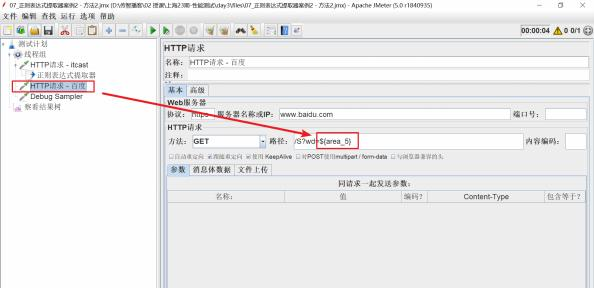 07_正则表达式提取器案例2 - 方法2.jmx (D:\传智播客\02 授课\上海23期-性能测试\day3\files\07_正则表达式提取器案例2 - 方法2.jmx) - Apache JMeter (5.0 r1840935)
文件 编辑 查找 运行 选项 帮助
00:00:04 0 0/1
测试计划
线程组
HTTP请求 - itcast
正则表达式提取器
HTTP请求 - 百度
Debug Sampler
察看结果树
HTTP请求
名称: HTTP请求 - 百度
注释:
基本 高级
Web服务器
协议: https 服务器名称或IP: www.baidu.com 端口号:
HTTP请求
方法: GET 路径: /S?wd=${area_5} 内容编码:
自动重定向 跟随重定向 使用 KeepAlive 对POST使用multipart / form-data 与浏览器兼容的头
参数 消息体数据 文件上传
同请求一起发送参数:
名称: 值 编码? Content-Type 包含等于?